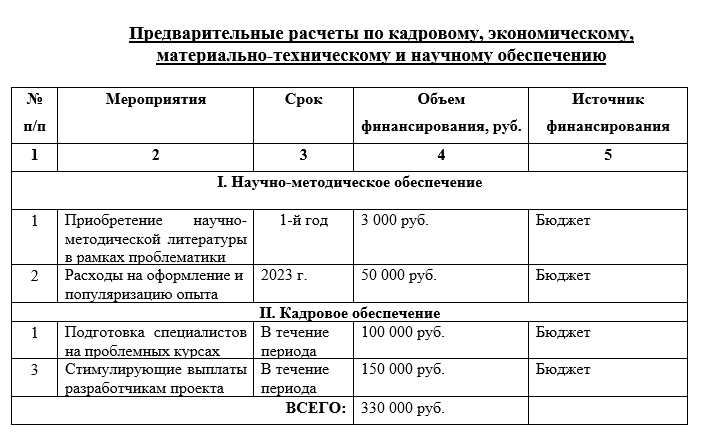 Предварительные расчеты по кадровому, экономическому,
материально-техническому и научному обеспечению
№ п/п Мероприятия Срок Объем финансирования, руб. Источник финансирования
1 2 3 4 5
I. Научно-методическое обеспечение
1 Приобретение научно- 1-й год 3 000 руб. Бюджет
методической литературы
в рамках проблематики
2 Расходы на оформление и 2023 г. 50 000 руб. Бюджет
популяризацию опыта
II. Кадровое обеспечение
1 Подготовка специалистов В течение 100 000 руб. Бюджет
на проблемных курсах периода
3 Стимулирующие выплаты В течение 150 000 руб. Бюджет
разработчикам проекта периода
ВСЕГО: 330 000 руб.